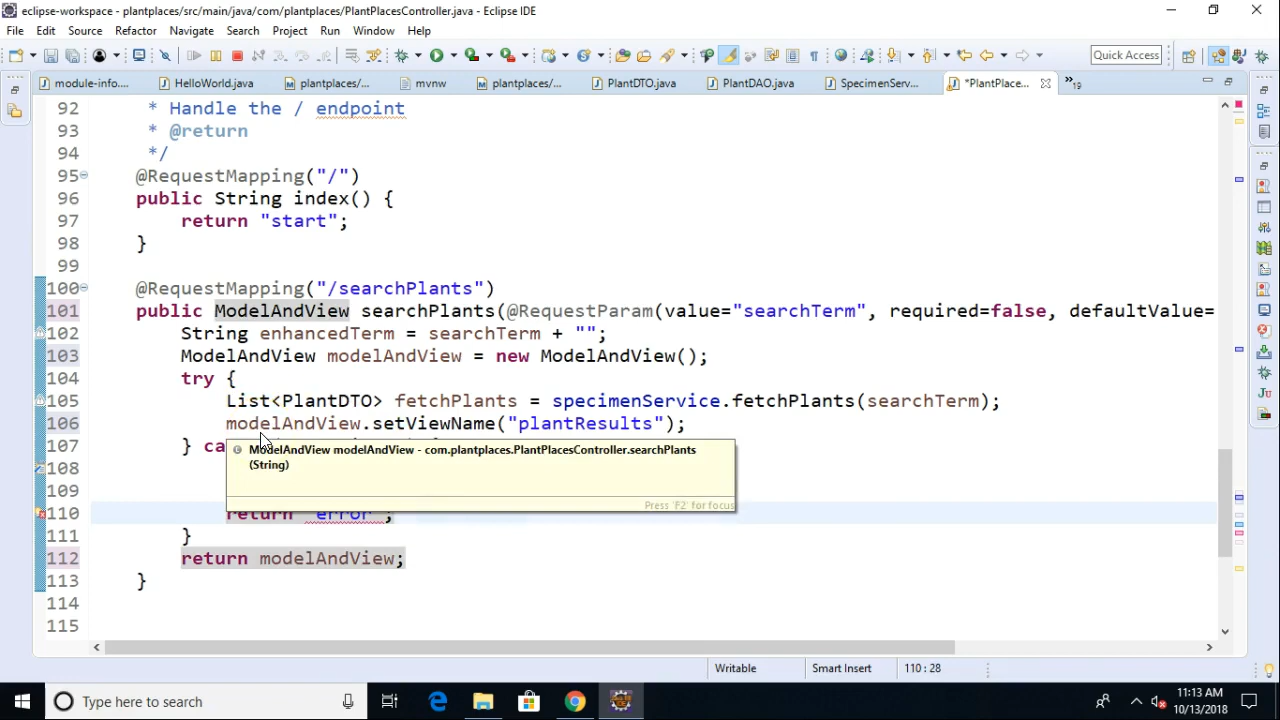 eclipse-workspace - plantplaces/src/main/java/com/plantplaces/PlantPlacesController.java - Eclipse IDE
File Edit Source Refactor Navigate Search Project Run Window Help
Quick Access
module-info.... HelloWorld.java plantplaces/... mvnw plantplaces/... PlantDTO.java PlantDAO.java SpecimenServ... *PlantPlace... »19
92 * Handle the / endpoint
93 * @return
94 */
95 @RequestMapping("/")
96 public String index() {
97 return "start";
98 }
99
100 @RequestMapping("/searchPlants")
101 public ModelAndView searchPlants(@RequestParam(value="searchTerm", required=false, defaultValue=
102 String enhancedTerm = searchTerm + "";
103 ModelAndView modelAndView = new ModelAndView();
104 try {
105 List<PlantDTO> fetchPlants = specimenService.fetchPlants(searchTerm);
106 modelAndView.setViewName("plantResults");
107 } ca
ModelAndView modelAndView - com.plantplaces.PlantPlacesController.searchPlants
(String)
108
109
Press 'F2' for focus
110 return "error";
111 }
112 return modelAndView;
113 }
114
115
Writable Smart Insert 110 : 28
Type here to search
11:13 AM
10/13/2018